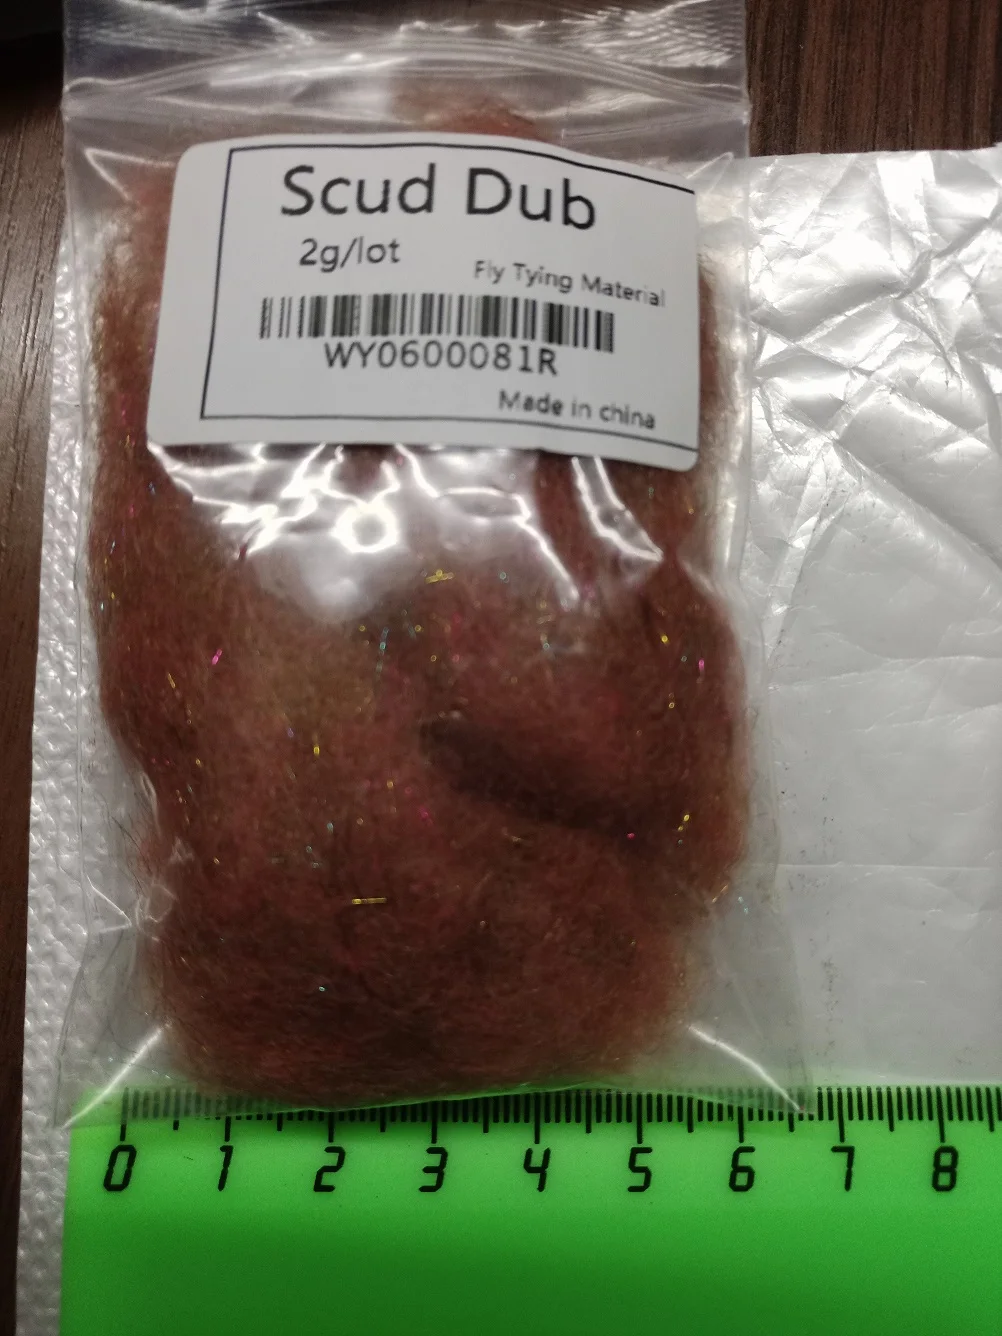 Scud Dub
2g/lot
Fly Tying Material
WY0600081R
Made in china
0 1 2 3 4 5 6 7 8